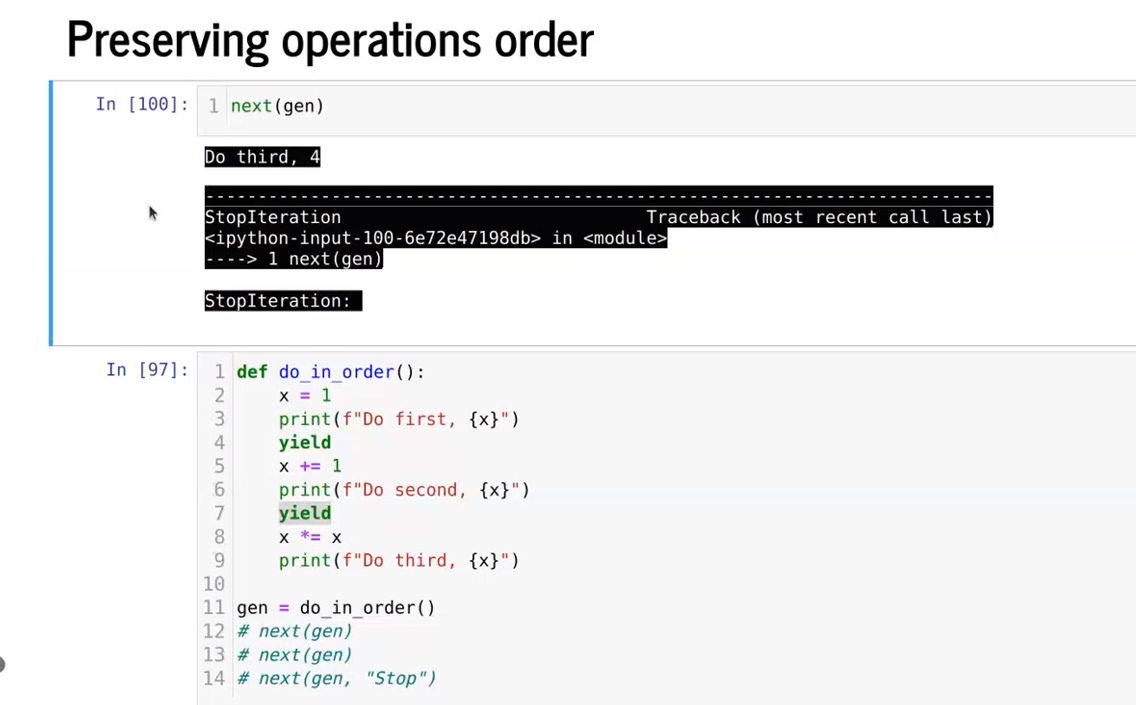 Preserving operations order
In [100]: 1 next(gen)
Do third, 4
---------------------------------------------------------------------------
StopIteration                             Traceback (most recent call last)
<ipython-input-100-6e72e47198db> in <module>
----> 1 next(gen)
StopIteration:
In [97]: 1 def do_in_order():
2     x = 1
3     print(f"Do first, {x}")
4     yield
5     x += 1
6     print(f"Do second, {x}")
7     yield
8     x *= x
9     print(f"Do third, {x}")
10
11 gen = do_in_order()
12 # next(gen)
13 # next(gen)
14 # next(gen, "Stop")